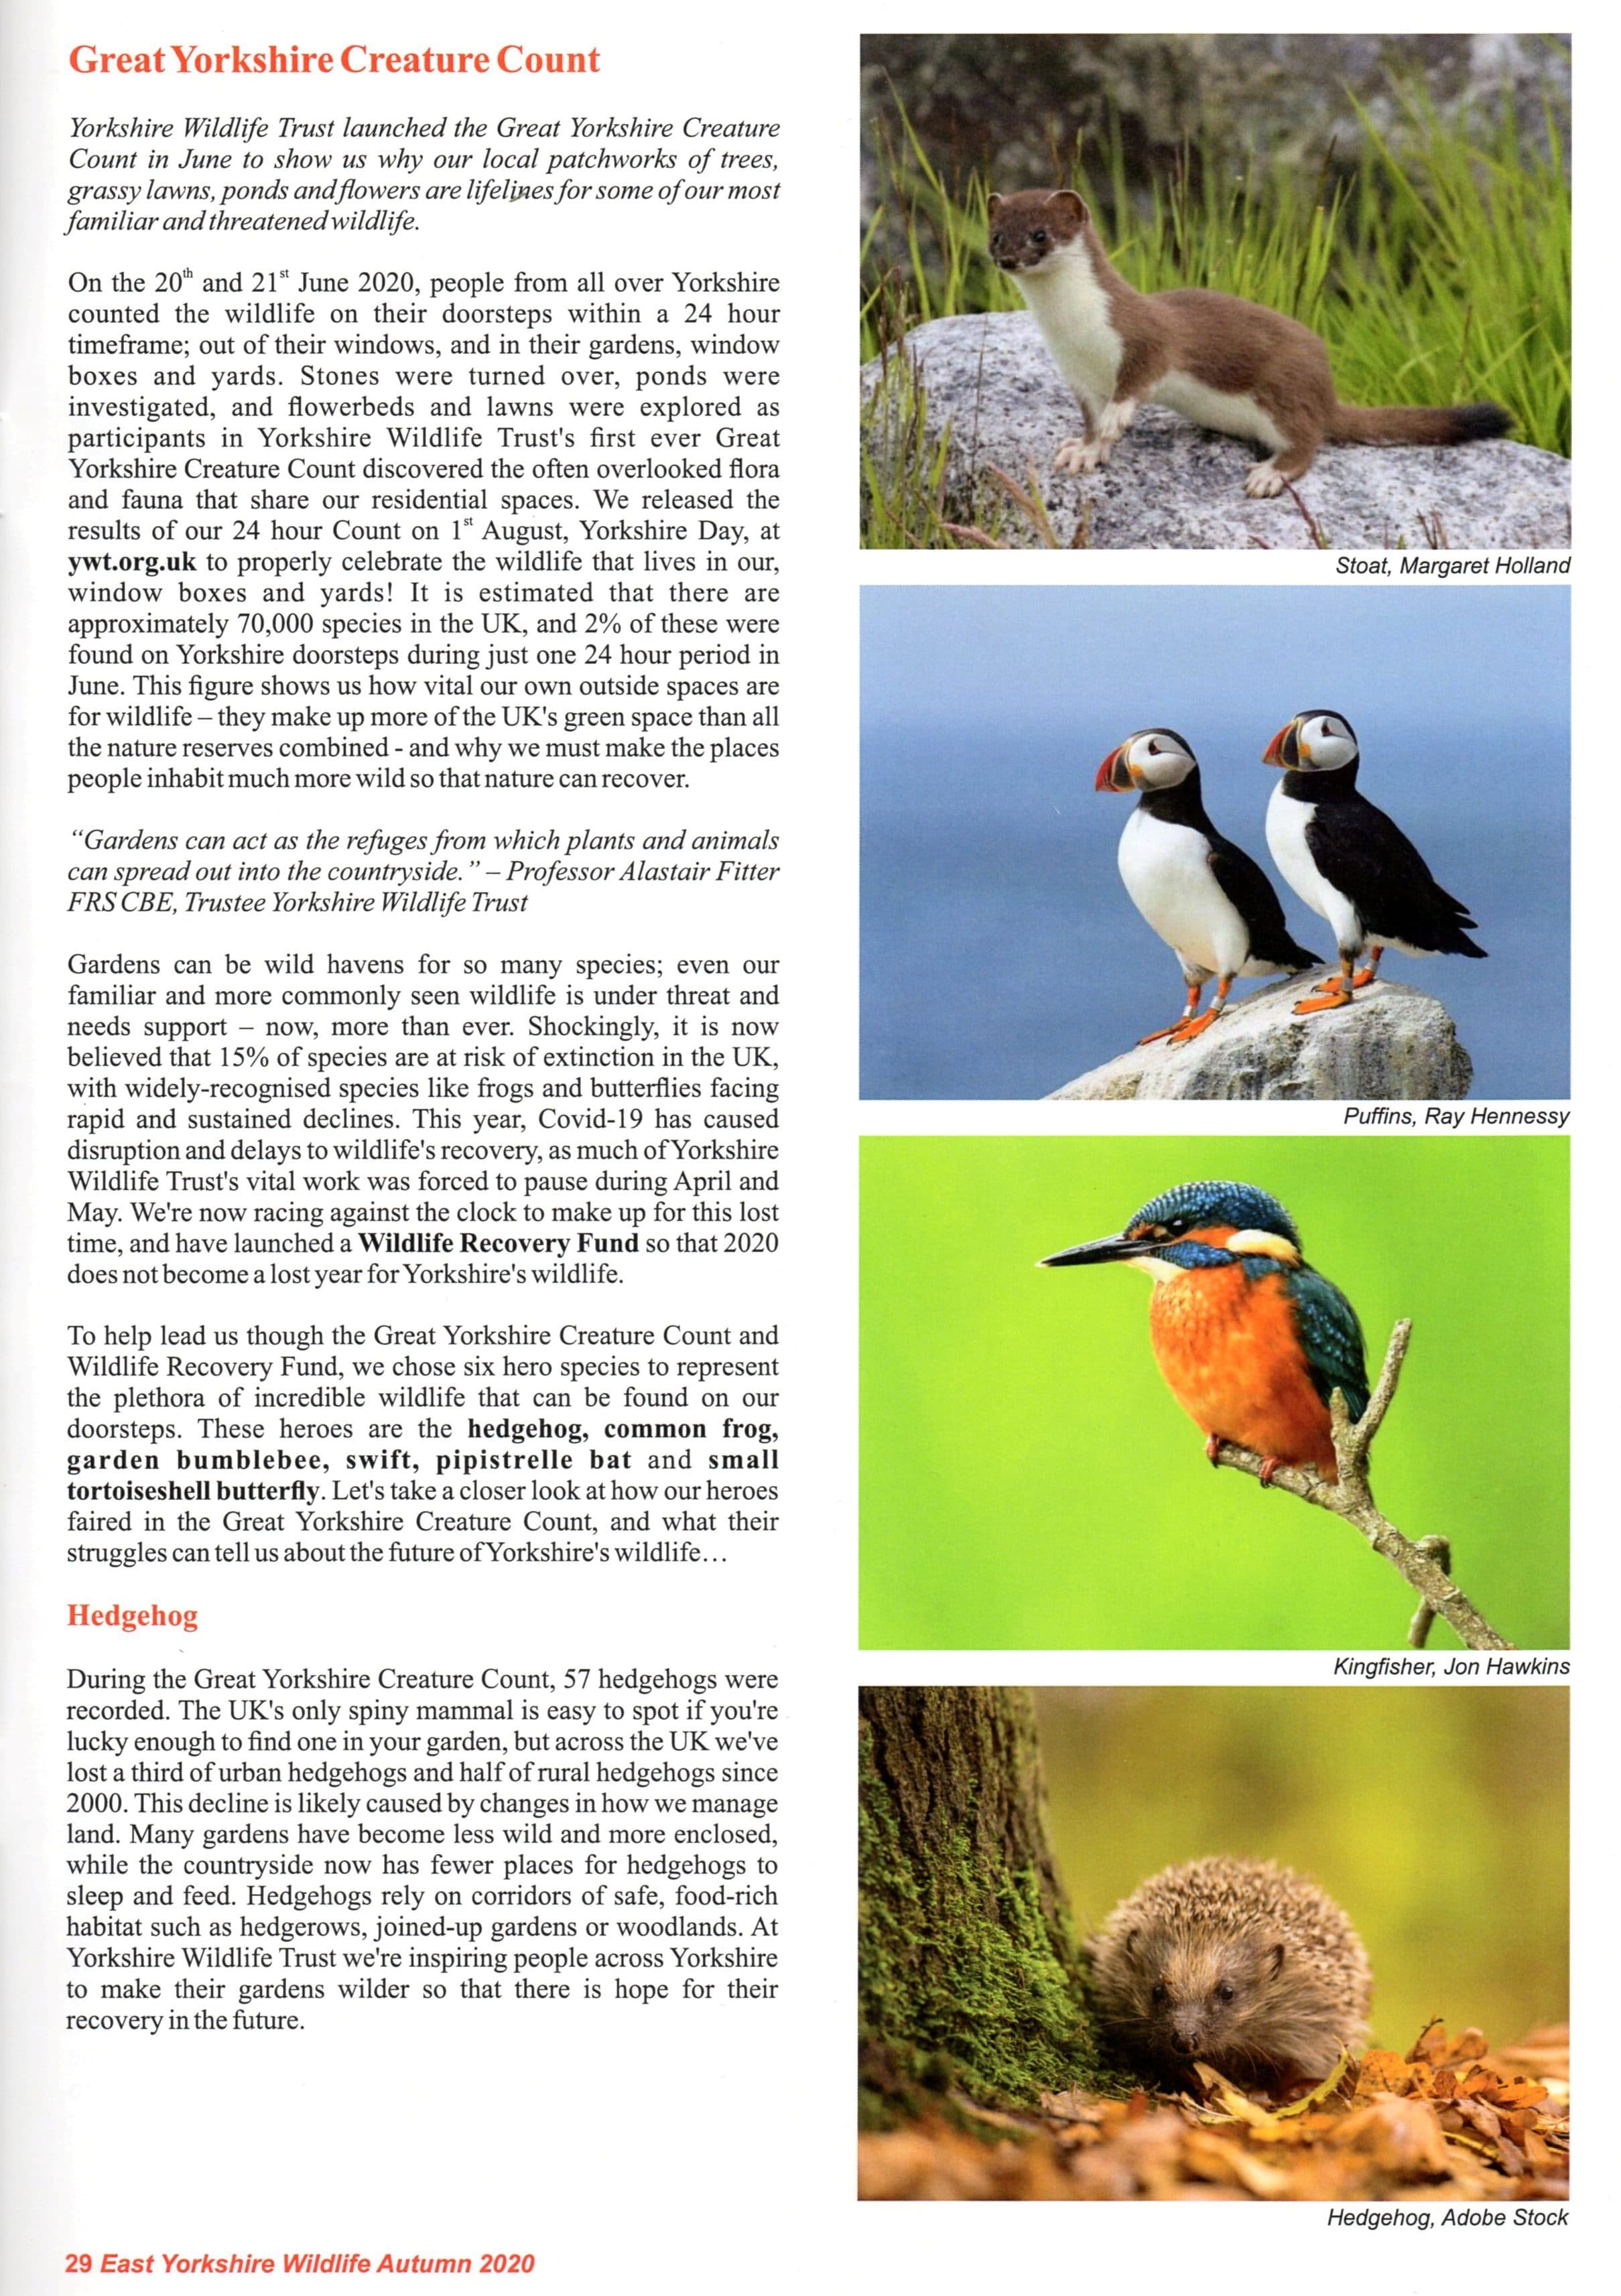 Great Yorkshire Creature Count
Yorkshire Wildlife Trust launched the Great Yorkshire Creature
Count in June to show us why our local patchworks of trees,
grassy lawns, ponds and flowers are lifelines for some of our most
familiar and threatened wildlife.
On the 20th and 21st June 2020, people from all over Yorkshire
counted the wildlife on their doorsteps within a 24 hour
timeframe; out of their windows, and in their gardens, window
boxes and yards. Stones were turned over, ponds were
investigated, and flowerbeds and lawns were explored as
participants in Yorkshire Wildlife Trust's first ever Great
Yorkshire Creature Count discovered the often overlooked flora
and fauna that share our residential spaces. We released the
results of our 24 hour Count on 1st August, Yorkshire Day, at
ywt.org.uk to properly celebrate the wildlife that lives in our,
window boxes and yards! It is estimated that there are
approximately 70,000 species in the UK, and 2% of these were
found on Yorkshire doorsteps during just one 24 hour period in
June. This figure shows us how vital our own outside spaces are
for wildlife – they make up more of the UK's green space than all
the nature reserves combined - and why we must make the places
people inhabit much more wild so that nature can recover.
“Gardens can act as the refuges from which plants and animals
can spread out into the countryside.” – Professor Alastair Fitter
FRS CBE, Trustee Yorkshire Wildlife Trust
Gardens can be wild havens for so many species; even our
familiar and more commonly seen wildlife is under threat and
needs support – now, more than ever. Shockingly, it is now
believed that 15% of species are at risk of extinction in the UK,
with widely-recognised species like frogs and butterflies facing
rapid and sustained declines. This year, Covid-19 has caused
disruption and delays to wildlife's recovery, as much of Yorkshire
Wildlife Trust's vital work was forced to pause during April and
May. We're now racing against the clock to make up for this lost
time, and have launched a Wildlife Recovery Fund so that 2020
does not become a lost year for Yorkshire's wildlife.
To help lead us though the Great Yorkshire Creature Count and
Wildlife Recovery Fund, we chose six hero species to represent
the plethora of incredible wildlife that can be found on our
doorsteps. These heroes are the hedgehog, common frog,
garden bumblebee, swift, pipistrelle bat and small
tortoiseshell butterfly. Let's take a closer look at how our heroes
faired in the Great Yorkshire Creature Count, and what their
struggles can tell us about the future of Yorkshire's wildlife…
Hedgehog
During the Great Yorkshire Creature Count, 57 hedgehogs were
recorded. The UK's only spiny mammal is easy to spot if you're
lucky enough to find one in your garden, but across the UK we've
lost a third of urban hedgehogs and half of rural hedgehogs since
2000. This decline is likely caused by changes in how we manage
land. Many gardens have become less wild and more enclosed,
while the countryside now has fewer places for hedgehogs to
sleep and feed. Hedgehogs rely on corridors of safe, food-rich
habitat such as hedgerows, joined-up gardens or woodlands. At
Yorkshire Wildlife Trust we're inspiring people across Yorkshire
to make their gardens wilder so that there is hope for their
recovery in the future.
Stoat, Margaret Holland
Puffins, Ray Hennessy
Kingfisher, Jon Hawkins
Hedgehog, Adobe Stock
29 East Yorkshire Wildlife Autumn 2020